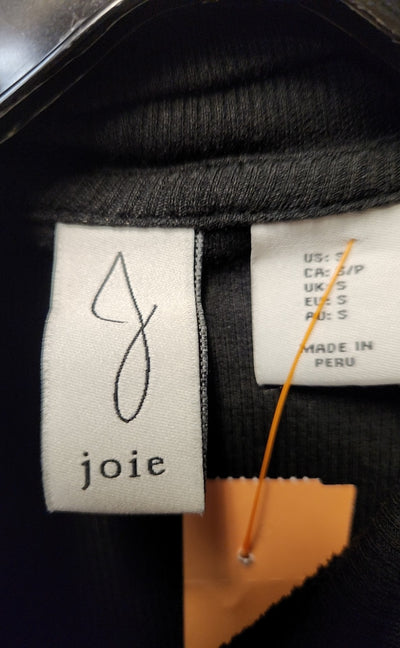 joie
US: S
CA: S/P
UK: S
EU: S
AU: S
MADE IN
PERU